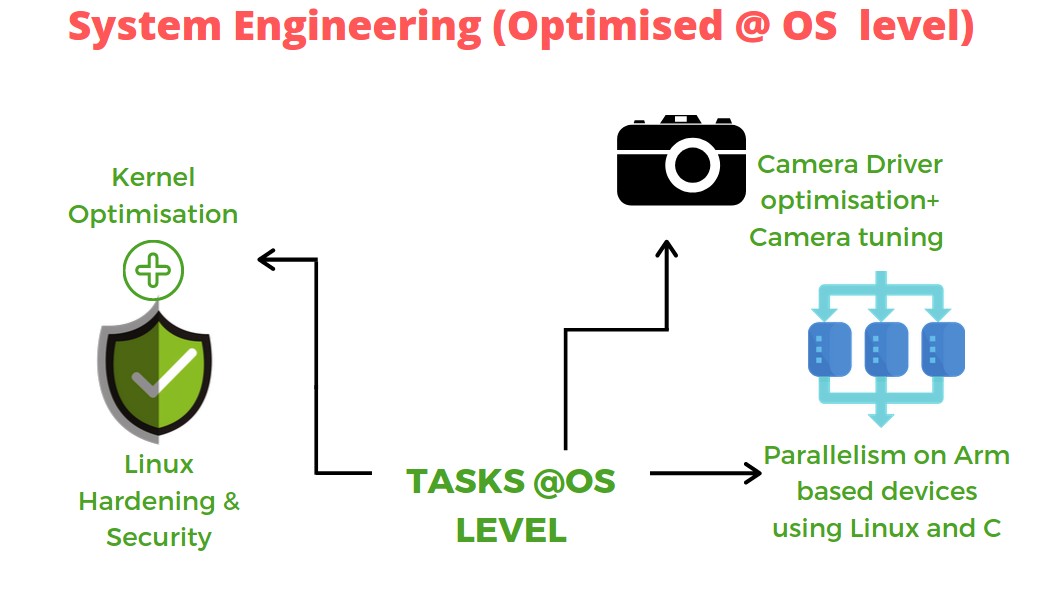 System Engineering (Optimised @ OS level)
Kernel
Optimisation
Linux
Hardening &
Security
Camera Driver
optimisation+
Camera tuning
TASKS @OS
LEVEL
Parallelism on Arm
based devices
using Linux and C